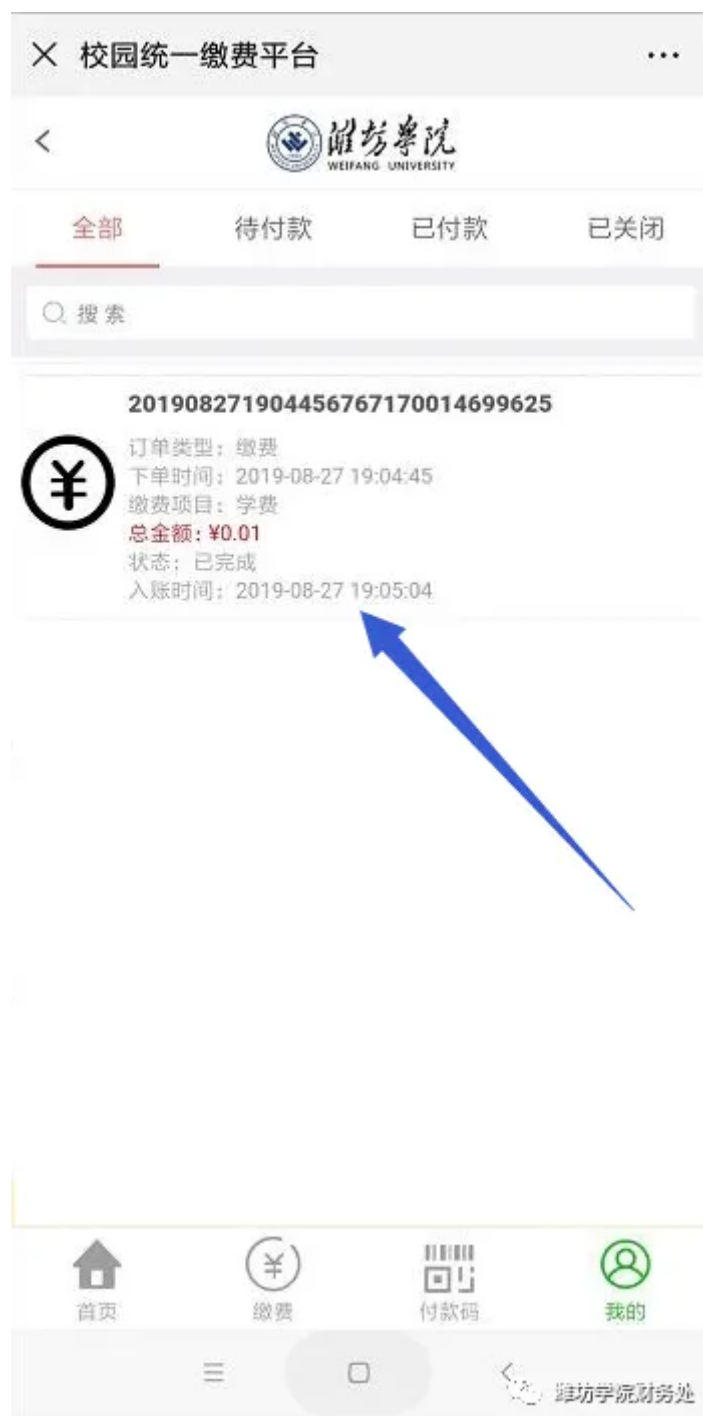 校园统一缴费平台
潍坊学院
WEIFANG UNIVERSITY
全部 待付款 已付款 已关闭
搜索
20190827190445676717001469​9625
订单类型：缴费
下单时间：2019-08-27 19:04:45
缴费项目：学费
总金额：¥0.01
状态：已完成
入账时间：2019-08-27 19:05:04
首页 缴费 付款码 我的
潍坊学院财务处